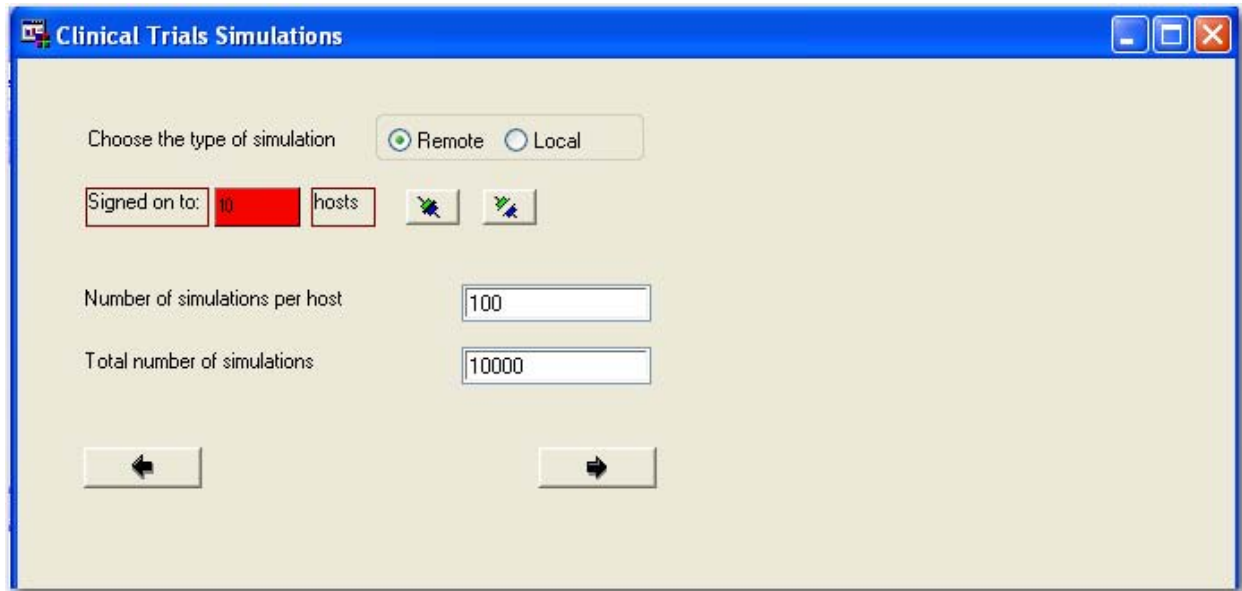 Clinical Trials Simulations
Choose the type of simulation Remote Local
Signed on to: 10 hosts
Number of simulations per host 100
Total number of simulations 10000